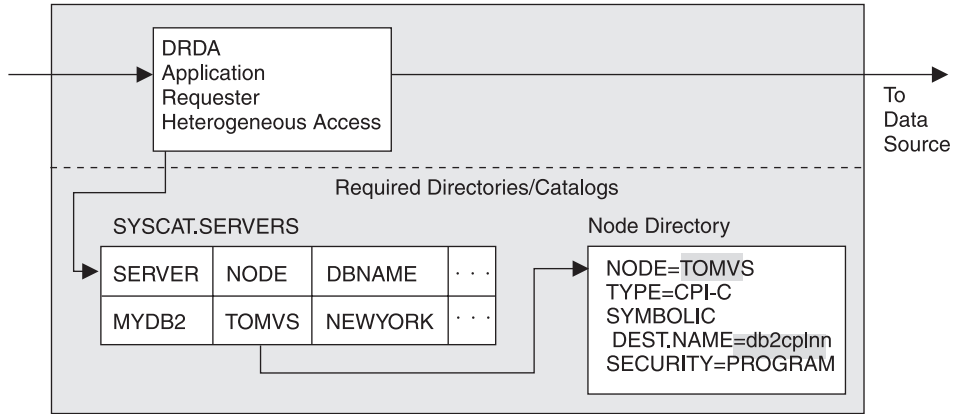 DRDA
Application
Requester
Heterogeneous Access
To
Data
Source
Required Directories/Catalogs
SYSCAT.SERVERS
SERVER NODE DBNAME . . .
MYDB2 TOMVS NEWYORK . . .
Node Directory
NODE=TOMVS
TYPE=CPI-C
SYMBOLIC
DEST.NAME=db2cplnn
SECURITY=PROGRAM